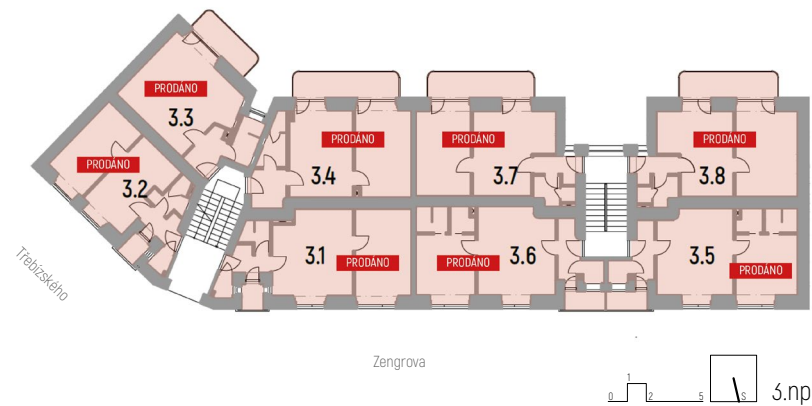 PRODÁNO
3.3
PRODÁNO
3.2
PRODÁNO
3.4
PRODÁNO
3.7
PRODÁNO
3.8
3.1
PRODÁNO
PRODÁNO
3.6
3.5
PRODÁNO
Třebízského
Zengrova
0 1 2 5
S
3.np